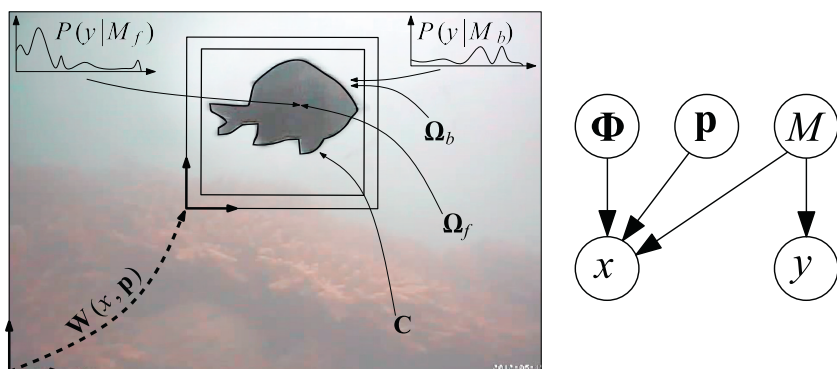 P(y|M_f)
P(y|M_b)
Ω_b
Ω_f
W(x, p)
C
Φ
p
M
x
y